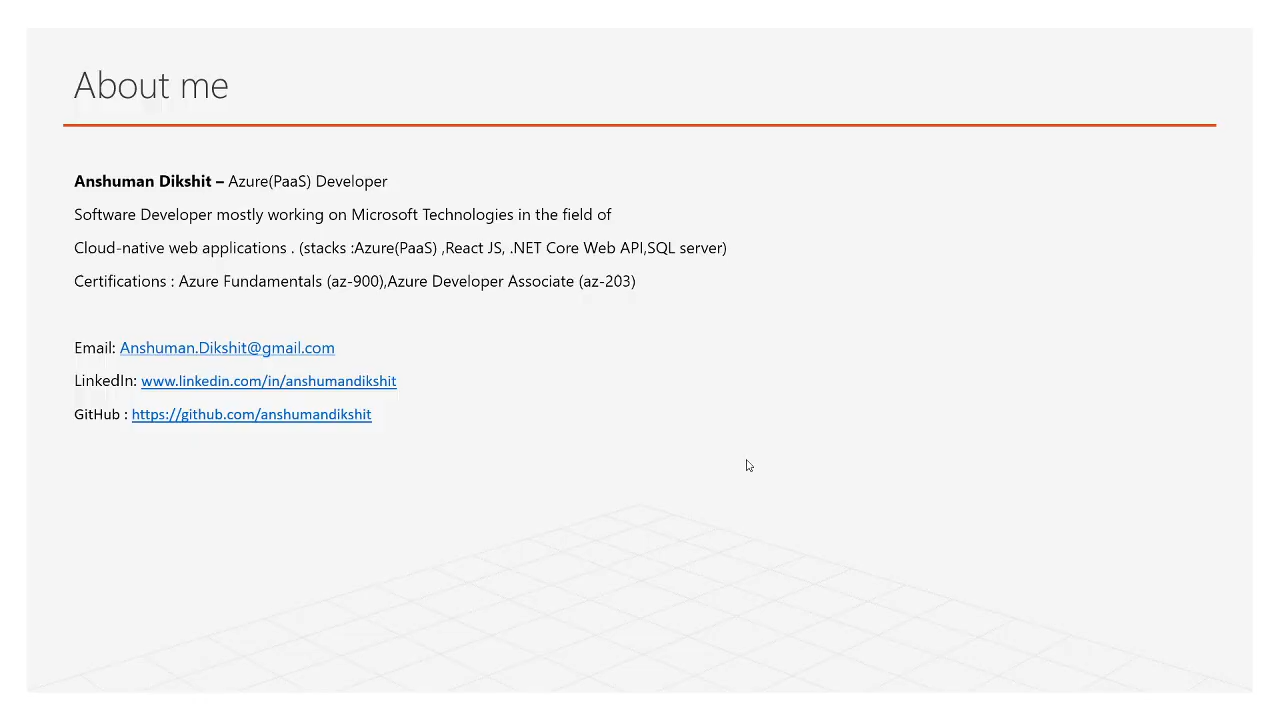 About me
Anshuman Dikshit – Azure(PaaS) Developer
Software Developer mostly working on Microsoft Technologies in the field of
Cloud-native web applications . (stacks :Azure(PaaS) ,React JS, .NET Core Web API,SQL server)
Certifications : Azure Fundamentals (az-900),Azure Developer Associate (az-203)
Email: Anshuman.Dikshit@gmail.com
LinkedIn: www.linkedin.com/in/anshumandikshit
GitHub : https://github.com/anshumandikshit